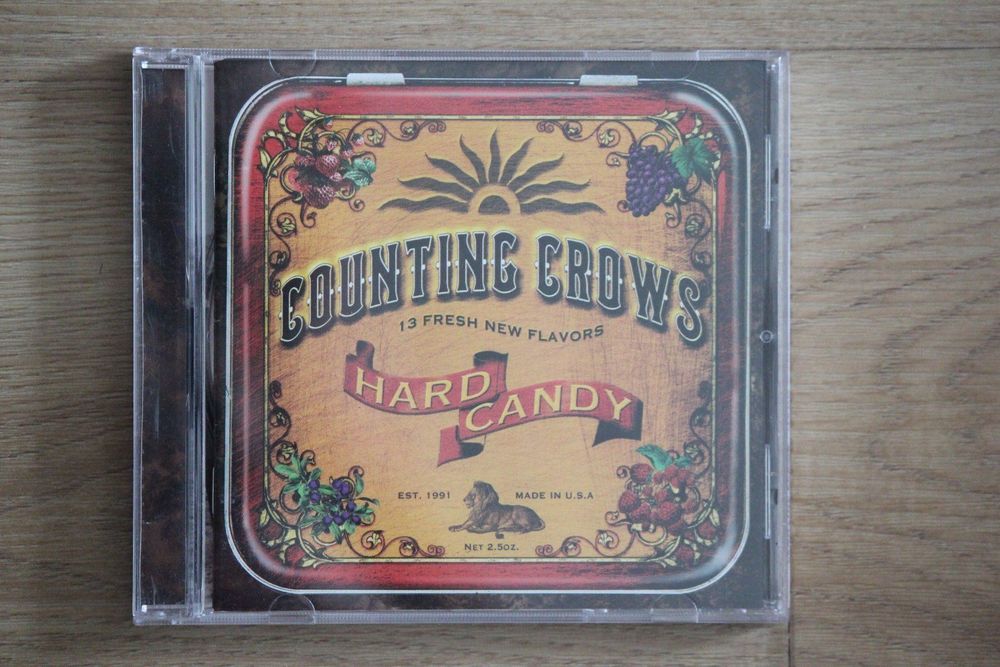 COUNTING CROWS
13 FRESH NEW FLAVORS
HARD
CANDY
EST. 1991 MADE IN U.S.A
NET 2.5OZ.